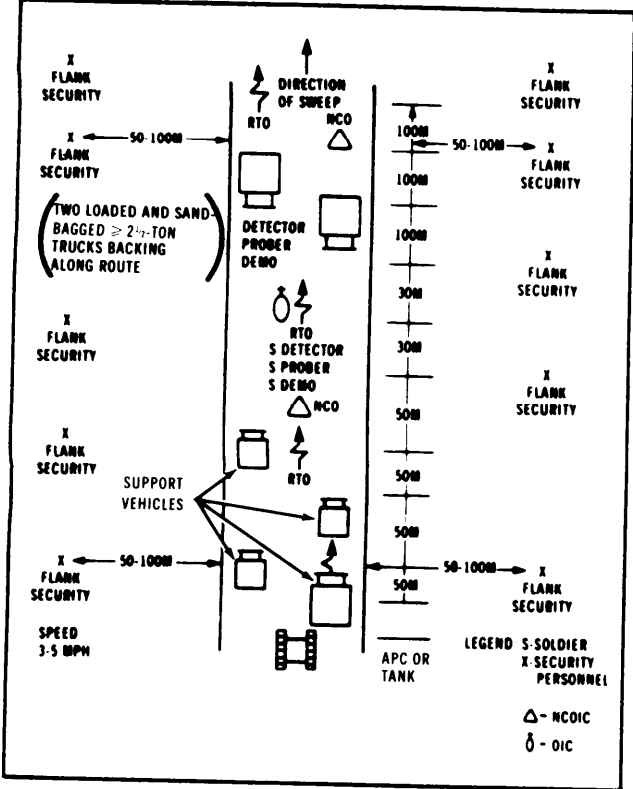 X
FLANK
SECURITY
DIRECTION
OF SWEEP
RTO
NCO
X
FLANK
SECURITY
X
FLANK
SECURITY
50-100M
100M
50-100M
X
FLANK
SECURITY
100M
(TWO LOADED AND SAND-
BAGGED ≥ 2½-TON
TRUCKS BACKING
ALONG ROUTE)
DETECTOR
PROBER
DEMO
100M
X
FLANK
SECURITY
30M
X
FLANK
SECURITY
RTO
S DETECTOR
S PROBER
S DEMO
30M
NCO
50M
X
FLANK
SECURITY
X
FLANK
SECURITY
RTO
50M
SUPPORT
VEHICLES
50M
X
FLANK
SECURITY
50-100M
50M
50-100M
X
FLANK
SECURITY
SPEED
3-5 MPH
APC OR
TANK
LEGEND S-SOLDIER
X-SECURITY
PERSONNEL
△- NCOIC
- OIC